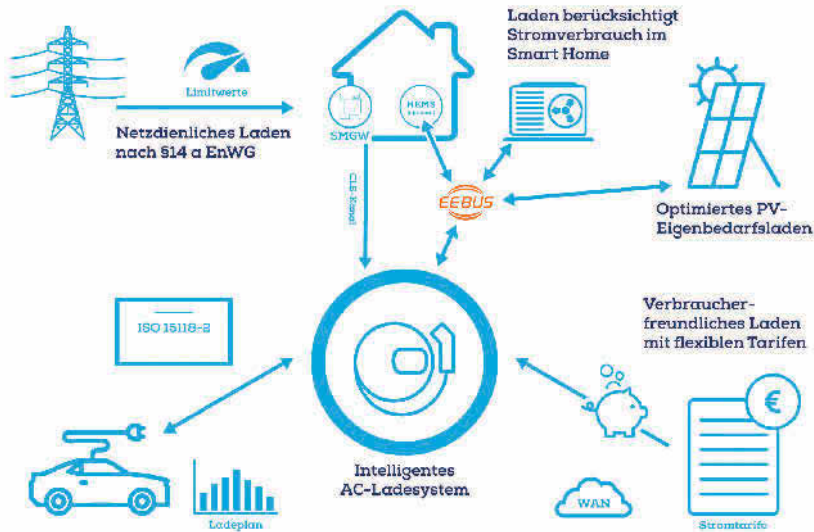 Laden berücksichtigt
Stromverbrauch im
Smart Home
Limitwerte
Netzdienliches Laden
nach §14 a EnWG
SMGW
HEMS
CLS-Kanal
EEBUS
Optimiertes PV-
Eigenbedarfsladen
ISO 15118-2
Verbraucher-
freundliches Laden
mit flexiblen Tarifen
€
Intelligentes
AC-Ladesystem
WAN
Ladeplan
Stromtarife